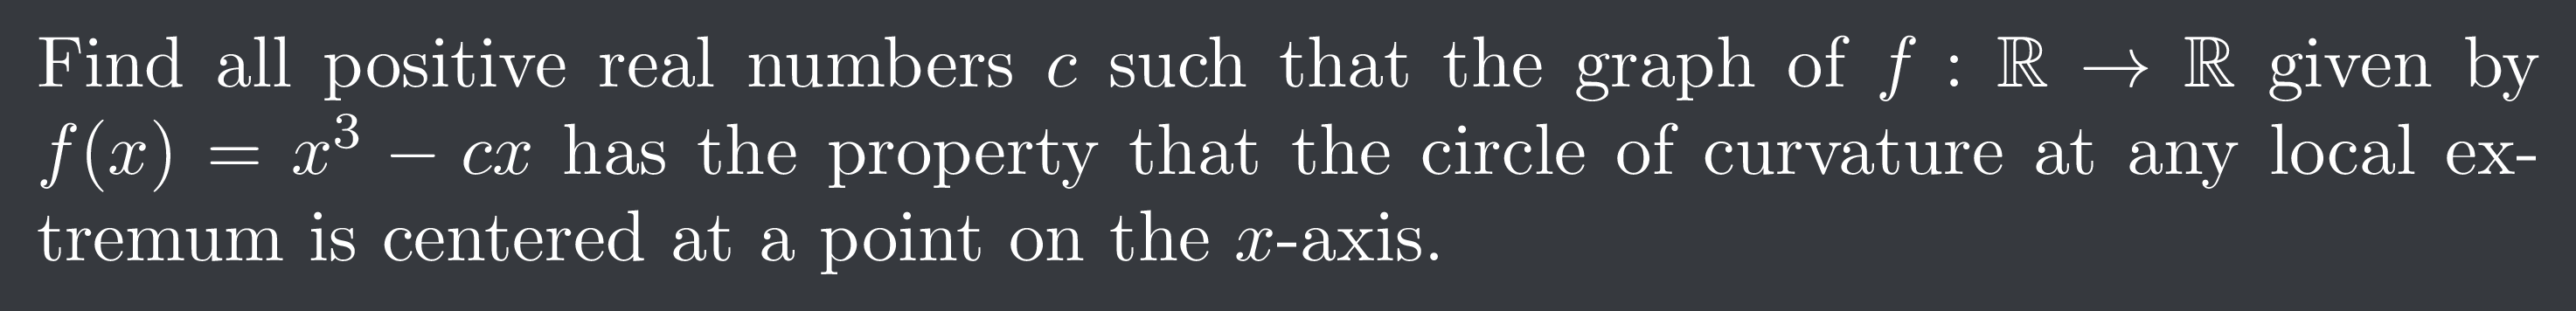 Find all positive real numbers c such that the graph of f : ℝ → ℝ given by
f(x) = x³ − cx has the property that the circle of curvature at any local ex-
tremum is centered at a point on the x-axis.